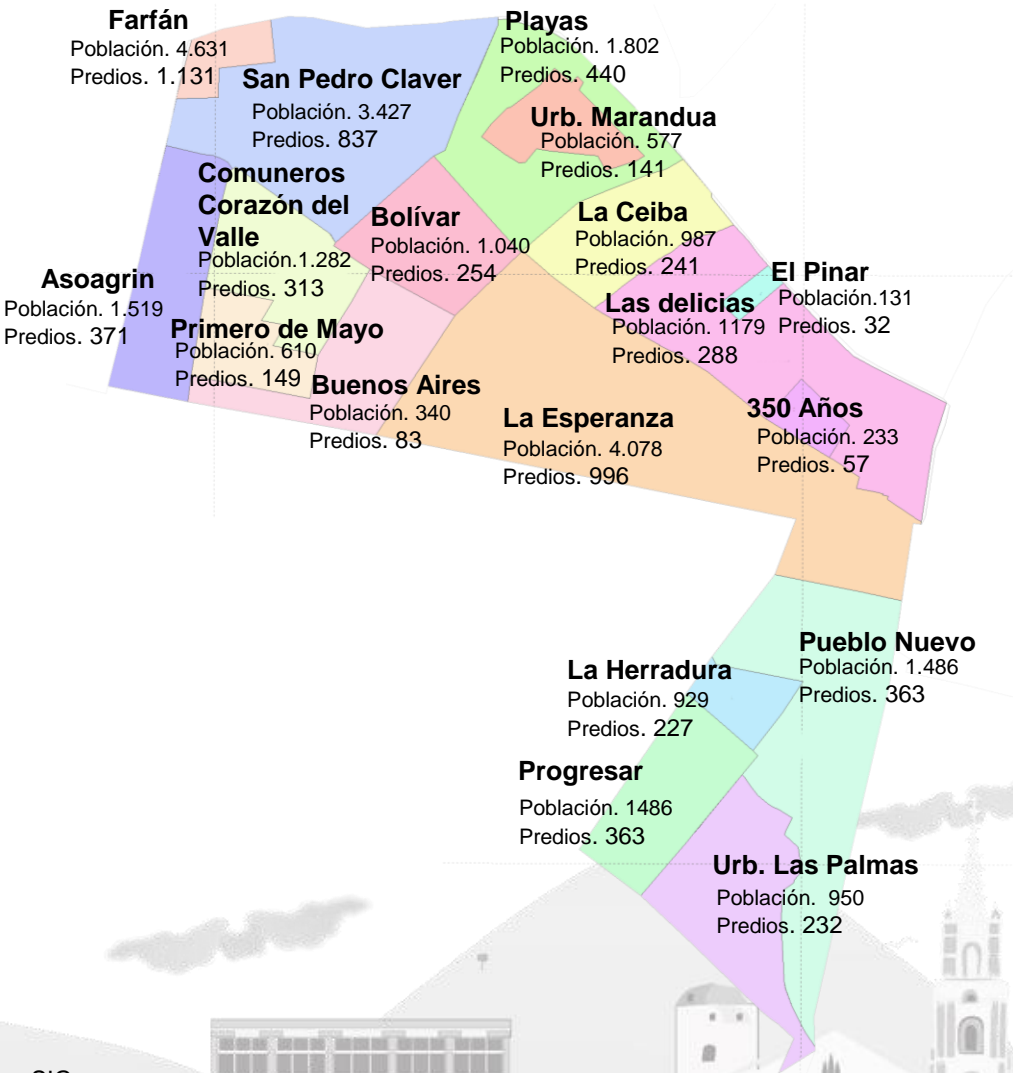 Farfán
Población. 4.631
Predios. 1.131
San Pedro Claver
Población. 3.427
Predios. 837
Playas
Población. 1.802
Predios. 440
Urb. Marandua
Población. 577
Predios. 141
Comuneros
Corazón del
Valle
Población.1.282
Predios. 313
Bolívar
Población. 1.040
Predios. 254
La Ceiba
Población. 987
Predios. 241
Asoagrin
Población. 1.519
Predios. 371
El Pinar
Población.131
Predios. 32
Las delicias
Población. 1179
Predios. 288
Primero de Mayo
Población. 610
Predios. 149
Buenos Aires
Población. 340
Predios. 83
La Esperanza
Población. 4.078
Predios. 996
350 Años
Población. 233
Predios. 57
Pueblo Nuevo
Población. 1.486
Predios. 363
La Herradura
Población. 929
Predios. 227
Progresar
Población. 1486
Predios. 363
Urb. Las Palmas
Población. 950
Predios. 232